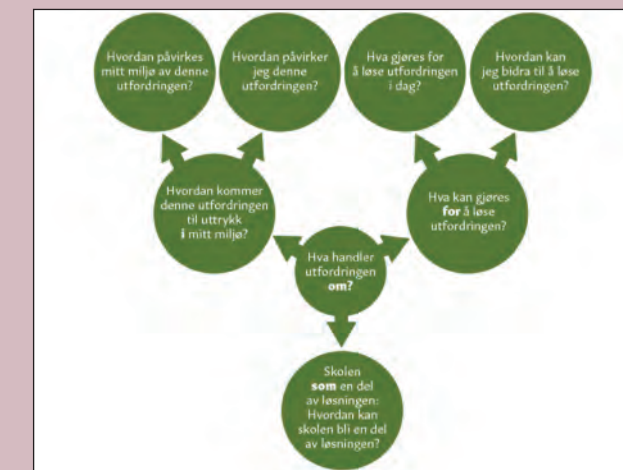 Hvordan påvirkes
mitt miljø av denne
utfordringen?
Hvordan påvirker
jeg denne
utfordringen?
Hva gjøres for
å løse utfordringen
i dag?
Hvordan kan
jeg bidra til å løse
utfordringen?
Hvordan kommer
denne utfordringen
til uttrykk
i mitt miljø?
Hva kan gjøres
for å løse
utfordringen?
Hva handler
utfordringen
om?
Skolen
som en del
av løsningen:
Hvordan kan
skolen bli en del
av løsningen?